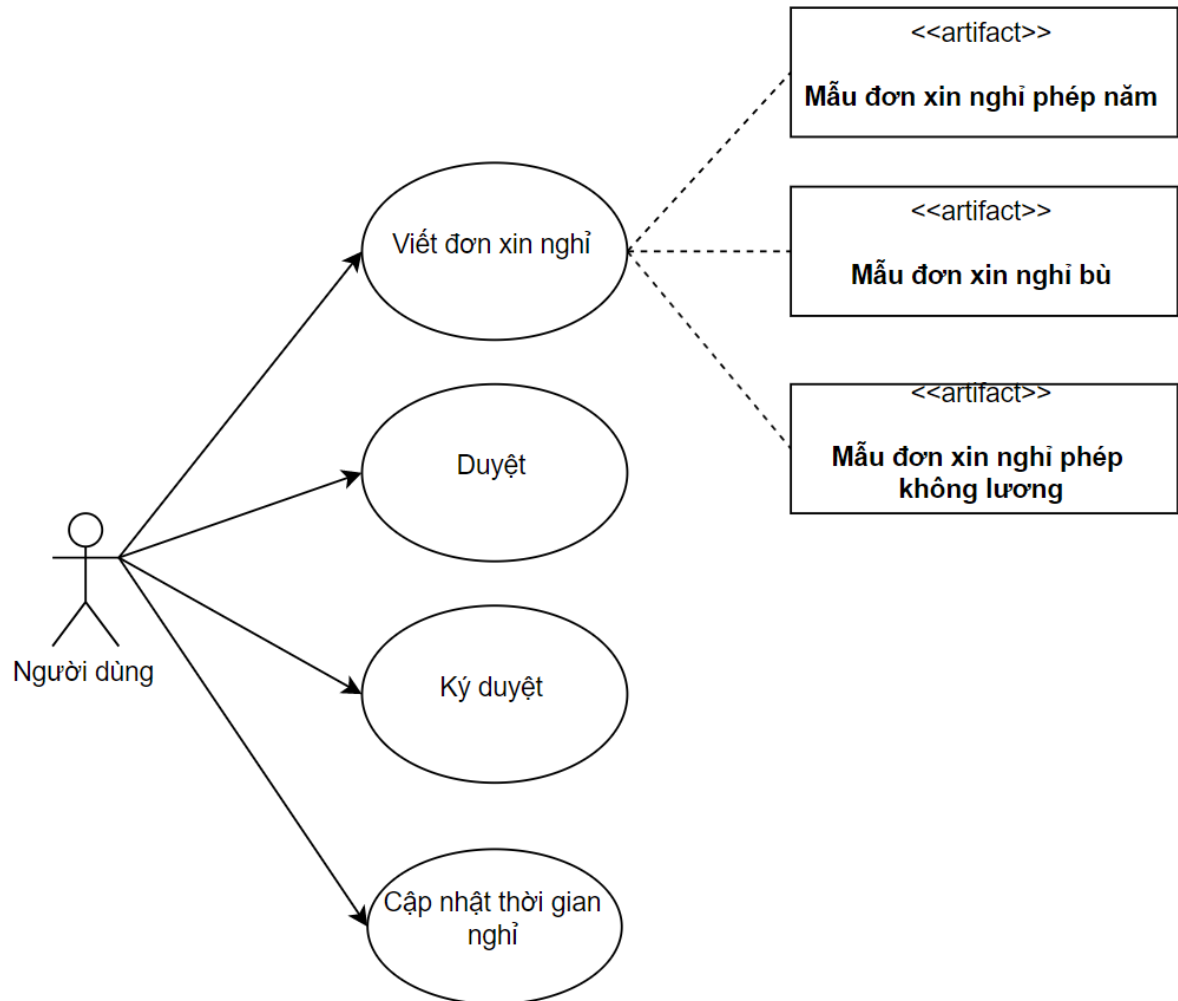 <<artifact>>
Mẫu đơn xin nghỉ phép năm
Viết đơn xin nghỉ
<<artifact>>
Mẫu đơn xin nghỉ bù
<<artifact>>
Mẫu đơn xin nghỉ phép
không lương
Duyệt
Người dùng
Ký duyệt
Cập nhật thời gian
nghỉ